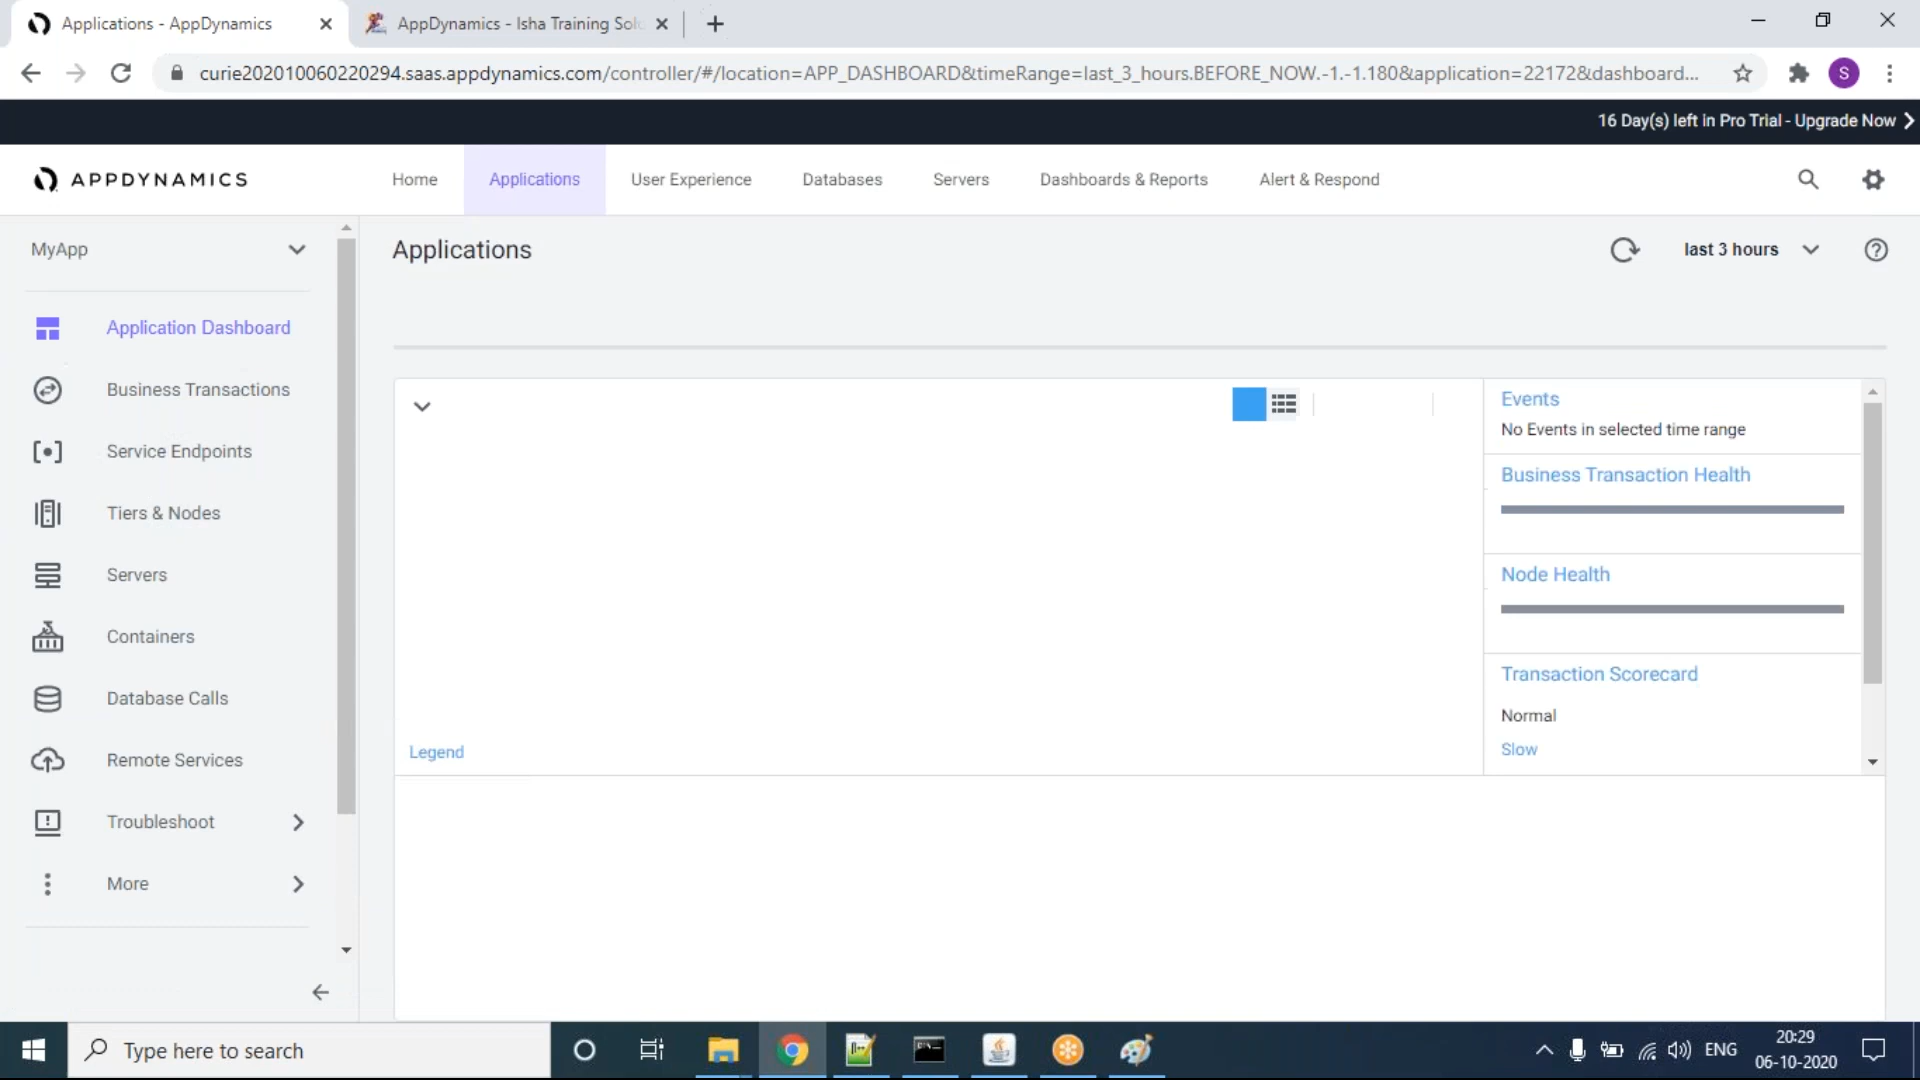 Applications - AppDynamics
AppDynamics - Isha Training Solu
curie202010060220294.saas.appdynamics.com/controller/#/location=APP_DASHBOARD&timeRange=last_3_hours.BEFORE_NOW.-1.-1.180&application=22172&dashboard...
S
16 Day(s) left in Pro Trial - Upgrade Now
APPDYNAMICS
Home
Applications
User Experience
Databases
Servers
Dashboards & Reports
Alert & Respond
MyApp
Applications
last 3 hours
Application Dashboard
Business Transactions
Service Endpoints
Tiers & Nodes
Servers
Containers
Database Calls
Remote Services
Troubleshoot
More
Legend
Events
No Events in selected time range
Business Transaction Health
Node Health
Transaction Scorecard
Normal
Slow
Type here to search
ENG
20:29
06-10-2020